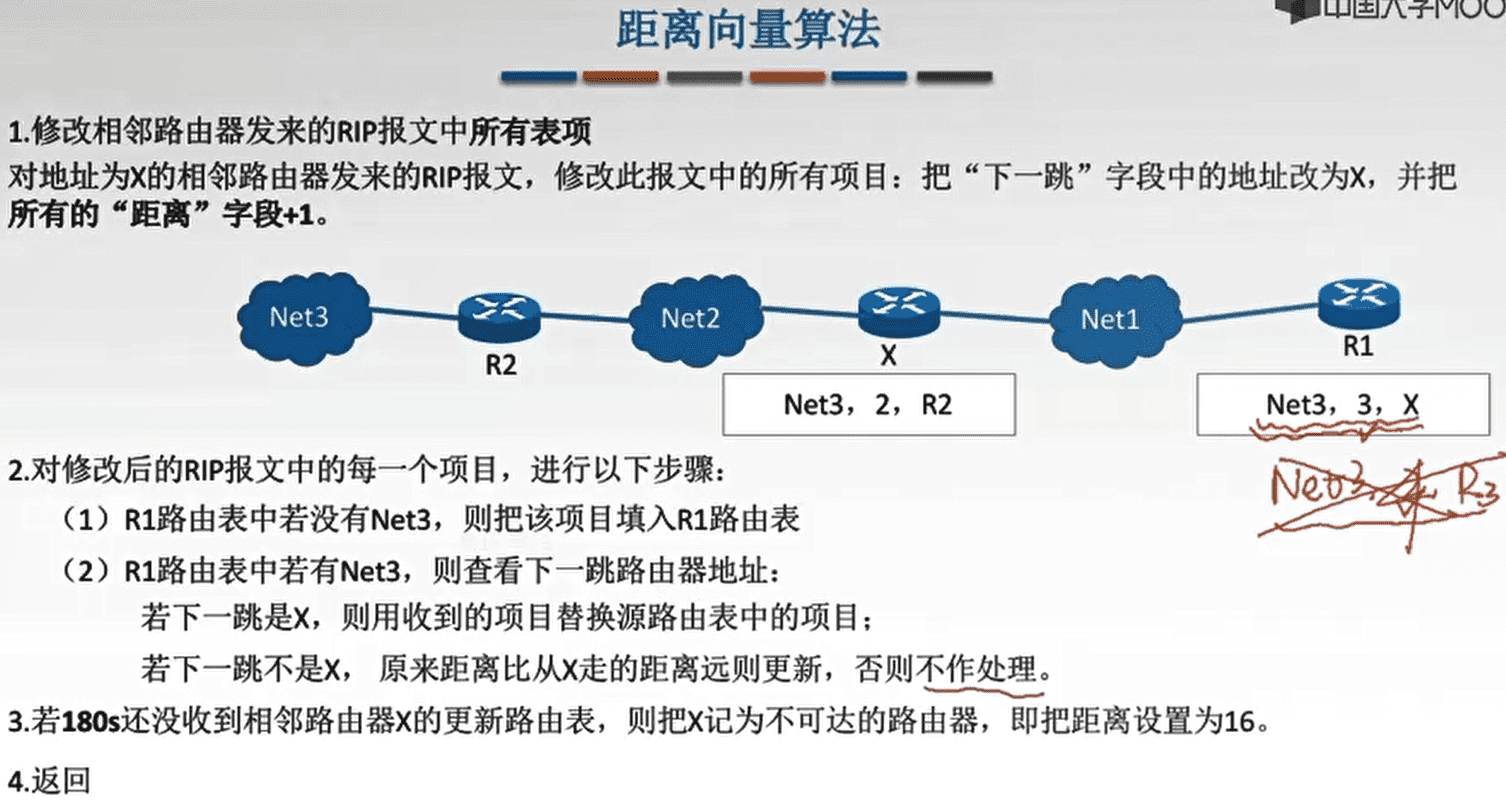 中国大学MOO
距离向量算法
1.修改相邻路由器发来的RIP报文中所有表项
对地址为X的相邻路由器发来的RIP报文，修改此报文中的所有项目：把“下一跳”字段中的地址改为X，并把
所有的“距离”字段+1。
Net3
R2
Net2
X
Net1
R1
Net3，2，R2
Net3，3，X
Net3, R3
2.对修改后的RIP报文中的每一个项目，进行以下步骤：
（1）R1路由表中若没有Net3，则把该项目填入R1路由表
（2）R1路由表中若有Net3，则查看下一跳路由器地址：
若下一跳是X，则用收到的项目替换源路由表中的项目；
若下一跳不是X， 原来距离比从X走的距离远则更新，否则不作处理。
3.若180s还没收到相邻路由器X的更新路由表，则把X记为不可达的路由器，即把距离设置为16。
4.返回